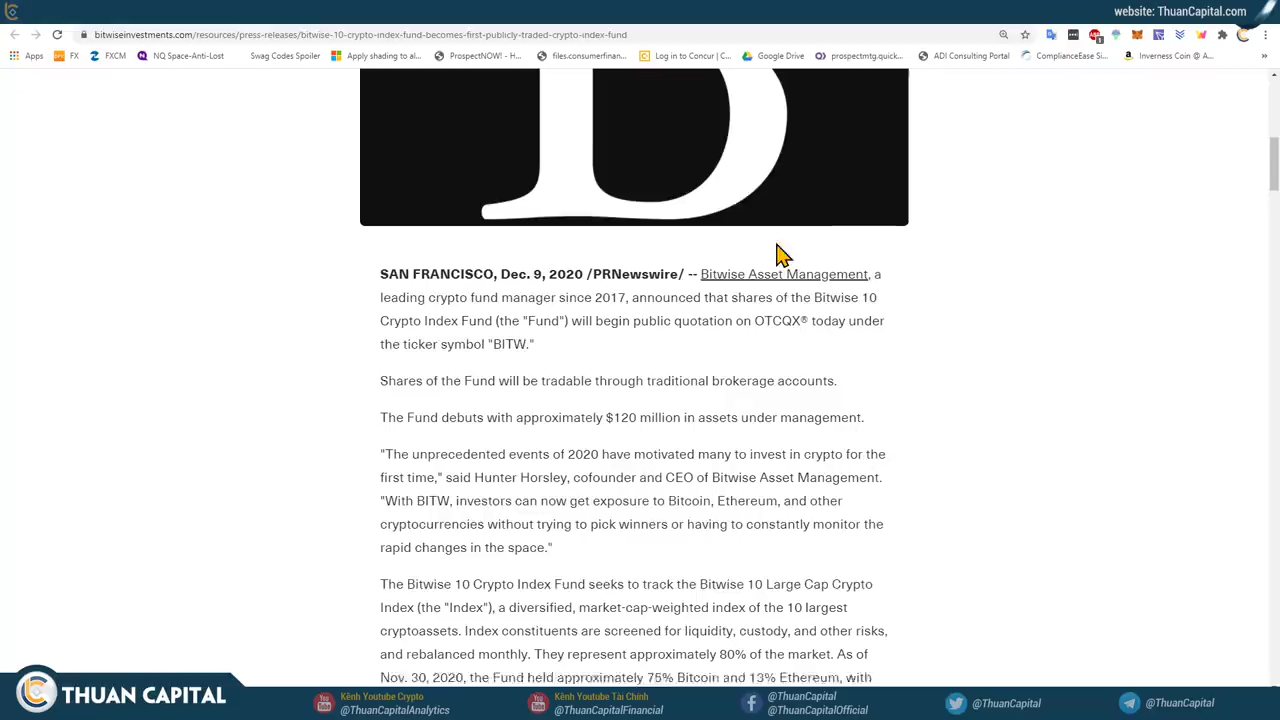 website: ThuanCapital.com
bitwiseinvestments.com/resources/press-releases/bitwise-10-crypto-index-fund-becomes-first-publicly-traded-crypto-index-fund
Apps FX FXCM NQ Space-Anti-Lost Swag Codes Spoiler Apply shading to al... ProspectNOW! - H... files.consumerfinan... Log in to Concur | C... Google Drive prospectmtg.quick... ADI Consulting Portal ComplianceEase Si... Inverness Coin @ A... »
B
SAN FRANCISCO, Dec. 9, 2020 /PRNewswire/ -- Bitwise Asset Management, a
leading crypto fund manager since 2017, announced that shares of the Bitwise 10
Crypto Index Fund (the "Fund") will begin public quotation on OTCQX® today under
the ticker symbol "BITW."
Shares of the Fund will be tradable through traditional brokerage accounts.
The Fund debuts with approximately $120 million in assets under management.
"The unprecedented events of 2020 have motivated many to invest in crypto for the
first time," said Hunter Horsley, cofounder and CEO of Bitwise Asset Management.
"With BITW, investors can now get exposure to Bitcoin, Ethereum, and other
cryptocurrencies without trying to pick winners or having to constantly monitor the
rapid changes in the space."
The Bitwise 10 Crypto Index Fund seeks to track the Bitwise 10 Large Cap Crypto
Index (the "Index"), a diversified, market-cap-weighted index of the 10 largest
cryptoassets. Index constituents are screened for liquidity, custody, and other risks,
and rebalanced monthly. They represent approximately 80% of the market. As of
Nov. 30, 2020, the Fund held approximately 75% Bitcoin and 13% Ethereum, with
THUAN CAPITAL
Kênh Youtube Crypto
@ThuanCapitalAnalytics
Kênh Youtube Tài Chính
@ThuanCapitalFinancial
@ThuanCapital
@ThuanCapitalOfficial
@ThuanCapital
@ThuanCapital